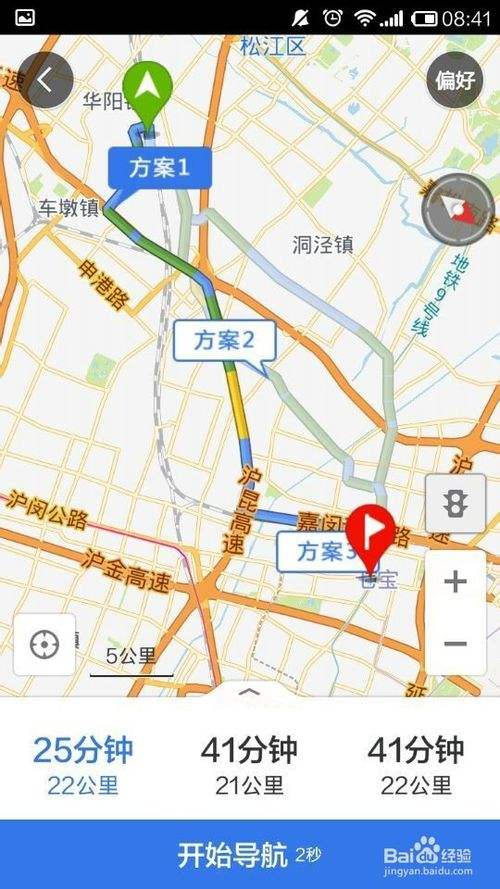 08:41
松江区
偏好
华阳
方案1
车墩镇
洞泾镇
申港路
地铁9号线
方案2
沪昆高速
沪闵公路
嘉闵
路
方案3
七宝
沪金高速
5公里
25分钟
41分钟
41分钟
22公里
21公里
22公里
开始导航 2秒
Baidu经验
jingyan.baidu.com